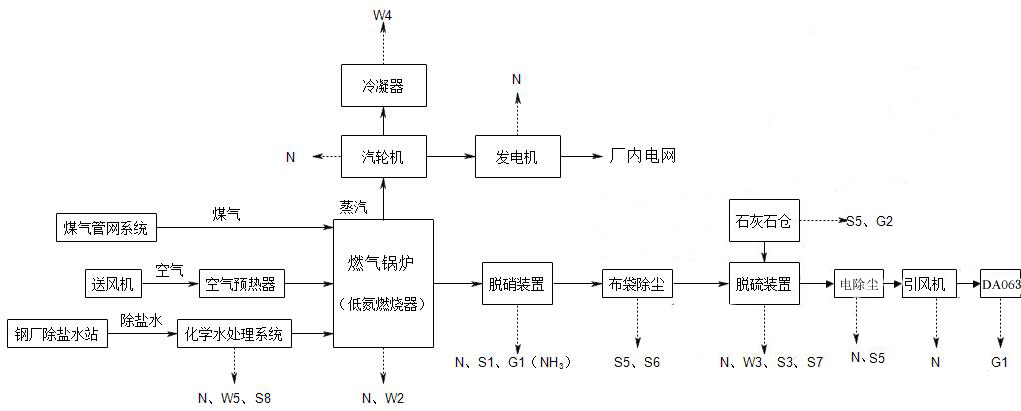 W4
冷凝器
N
N
汽轮机
发电机
厂内电网
蒸汽
煤气管网系统
煤气
燃气锅炉
(低氮燃烧器)
石灰石仓
S5、G2
送风机
空气
空气预热器
脱硝装置
布袋除尘
脱硫装置
电除尘
引风机
DA063
钢厂除盐水站
除盐水
化学水处理系统
N、W5、S8
N、W2
N、S1、G1(NH₃)
S5、S6
N、W3、S3、S7
N、S5
N
G1